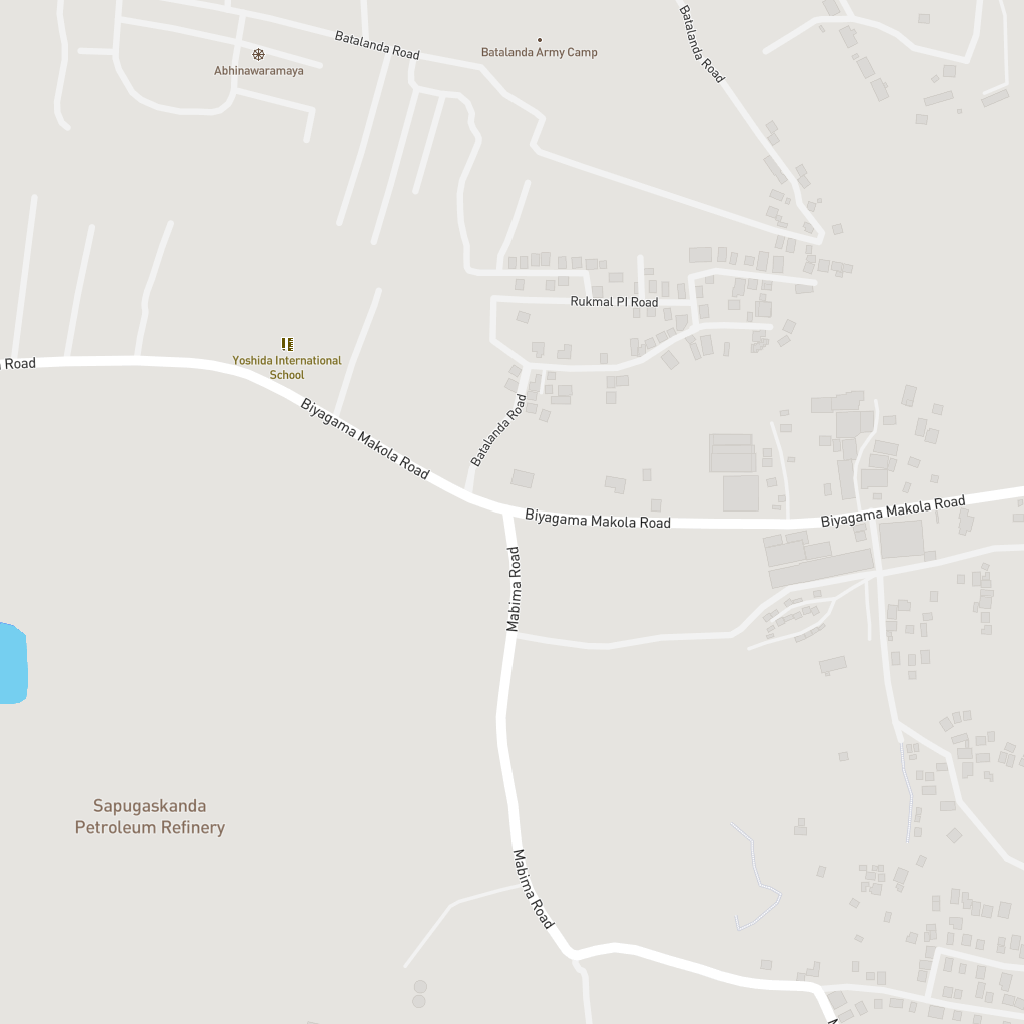 Batalanda Road
Batalanda Army Camp
Batalanda Road
Abhinawaramaya
Rukmal Pl Road
Yoshida International
School
Road
Biyagama Makola Road
Batalanda Road
Biyagama Makola Road
Biyagama Makola Road
Mabima Road
Sapugaskanda
Petroleum Refinery
Mabima Road